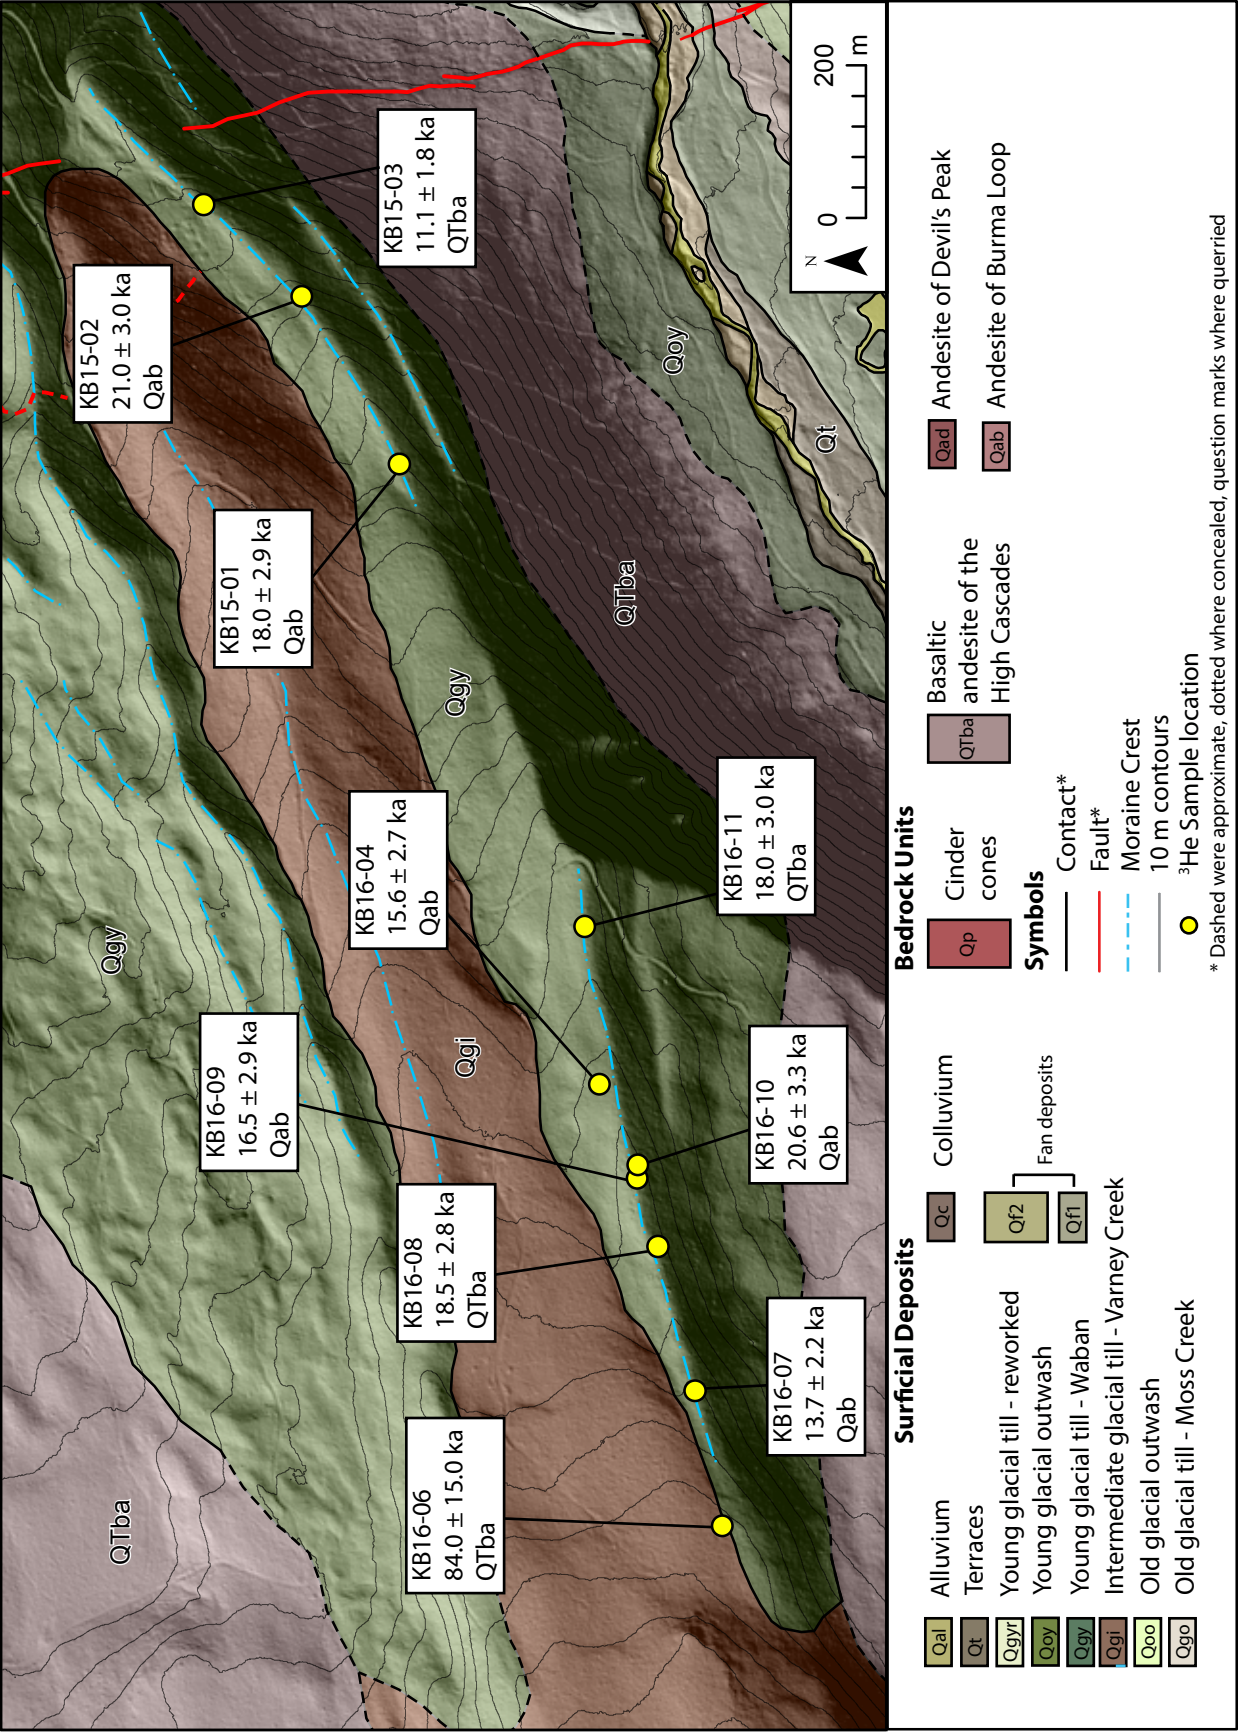 KB15-03
11.1 ± 1.8 ka
QTba
KB15-02
21.0 ± 3.0 ka
Qab
KB15-01
18.0 ± 2.9 ka
Qab
KB16-04
15.6 ± 2.7 ka
Qab
KB16-11
18.0 ± 3.0 ka
QTba
KB16-09
16.5 ± 2.9 ka
Qab
KB16-10
20.6 ± 3.3 ka
Qab
KB16-08
18.5 ± 2.8 ka
QTba
KB16-07
13.7 ± 2.2 ka
Qab
KB16-06
84.0 ± 15.0 ka
QTba
QTba
Qgy
Qgi
Qgy
QTba
Qoy
Qt
N
0 200 m
Surficial Deposits
Qal Alluvium
Qt Terraces
Qgyr Young glacial till - reworked
Qoy Young glacial outwash
Qgy Young glacial till - Waban
Qgi Intermediate glacial till - Varney Creek
Qoo Old glacial outwash
Qgo Old glacial till - Moss Creek
Qc Colluvium
Qf2
Qf1
Fan deposits
Bedrock Units
Qp Cinder
cones
QTba Basaltic
andesite of the
High Cascades
Qad Andesite of Devil's Peak
Qab Andesite of Burma Loop
Symbols
Contact*
Fault*
Moraine Crest
10 m contours
³He Sample location
* Dashed were approximate, dotted where concealed, question marks where querried